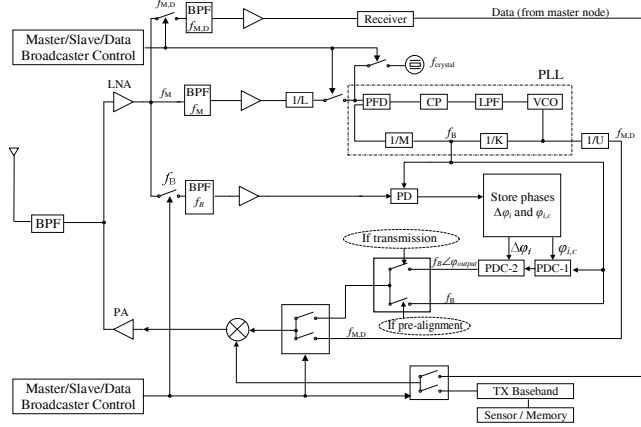 f_M,D
BPF
f_M,D
Receiver
Data (from master node)
Master/Slave/Data
Broadcaster Control
f_crystal
LNA
PLL
f_M
BPF
f_M
1/L
PFD
CP
LPF
VCO
1/M
f_B
1/K
1/U
f_M,D
f_B
BPF
f_B
PD
Store phases
Δφ_i and φ_i,c
BPF
If transmission
Δφ_i
φ_i,c
f_B∠φ_output
PDC-2
PDC-1
f_B
If pre-alignment
PA
f_M,D
Master/Slave/Data
Broadcaster Control
TX Baseband
Sensor / Memory